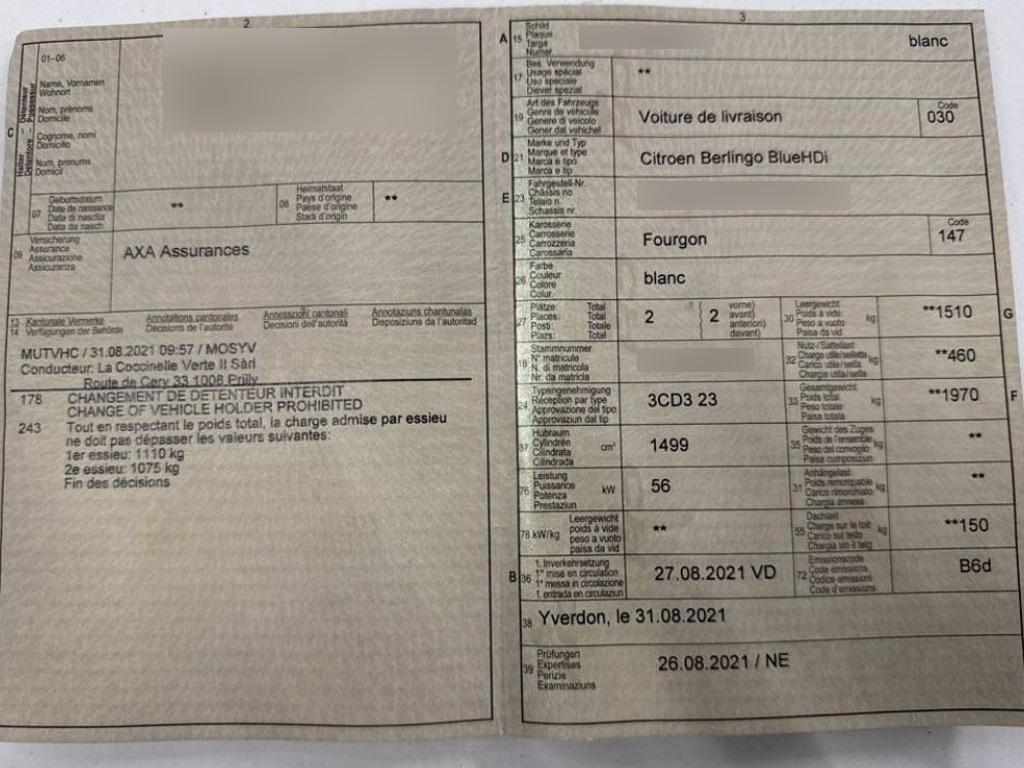 2
01-06
Name, Vornamen
Wohnort
Nom, prénoms
Domicile
Cognome, nomi
Domicilio
Num, prenums
Domicil
C
Halter - Détenteur
Detentore - Possessur
07
Geburtsdatum
Date de naissance
Data di nascita
Data da nasch.
**
08
Heimatstaat
Pays d'origine
Paese d'origine
Stadi d'origin
**
09
Versicherung
Assurance
Assicurazione
Assicuranza
AXA Assurances
13 Kantonale Vermerke
14 Verfügungen der Behörde
Annotations cantonales
Décisions de l'autorité
Annotazioni cantonali
Decisioni dell'autorità
Annotaziuns chantunalas
Disposiziuns da l'autoritad
MUTVHC / 31.08.2021 09:57 / MOSYV
Conducteur: La Coccinelle Verte II Sàrl
Route de Cery 33 1008 Prilly
178 CHANGEMENT DE DETENTEUR INTERDIT
CHANGE OF VEHICLE HOLDER PROHIBITED
243 Tout en respectant le poids total, la charge admise par essieu
ne doit pas dépasser les valeurs suivantes:
1er essieu: 1110 kg
2e essieu: 1075 kg
Fin des décisions
3
A 15
Schild
Plaque
Targa
Numer
blanc
17
Bes. Verwendung
Usage spécial
Uso speciale
Diever spezial
**
19
Art des Fahrzeugs
Genre de véhicule
Genere di veicolo
Gener dal vehichel
Voiture de livraison
Code
030
D 21
Marke und Typ
Marque et type
Marca e tipo
Marca e tip
Citroen Berlingo BlueHDi
E 23
Fahrgestell-Nr.
Châssis no
Telaio n.
Schassis nr.
25
Karosserie
Carrosserie
Carrozzeria
Carossaria
Fourgon
Code
147
26
Farbe
Couleur
Colore
Colur
blanc
27
Plätze: Total
Places: Total
Posti: Totale
Plazs: Total
2
2
vorne)
avant)
anteriori)
davant)
30
Leergewicht
Poids à vide
Peso a vuoto
Paisa da vid
kg
**1510
G
18
Stammnummer
N° matricule
N. di matricola
Nr. da matricla
32
Nutz-/Sattellast
Charge utile/sellette
Carico utile/sella
Chargia utila/sella
kg
**460
24
Typengenehmigung
Réception par type
Approvazione del tipo
Approvaziun dal tip
3CD3 23
33
Gesamtgewicht
Poids total
Peso totale
Paisa totala
kg
**1970
F
37
Hubraum
Cylindrée
Cilindrata
Cilindrada
cm³
1499
35
Gewicht des Zuges
Poids de l'ensemble
Peso del convoglio
Paisa cumposiziun
kg
**
76
Leistung
Puissance
Potenza
Prestaziun
kW
56
31
Anhängelast
Poids remorquable
Carico rimorchiato
Chargia annexa
kg
**
78 kW/kg
Leergewicht
poids à vide
peso a vuoto
paisa da vid
**
55
Dachlast
Charge sur le toit
Carico sul tetto
Chargia sin il tetg
kg
**150
B 36
1. Inverkehrsetzung
1re mise en circulation
1a messa in circolazione
1. entrada en circulaziun
27.08.2021 VD
72
Emissionscode
Code émissions
Codice emissioni
Code d'emissiuns
B6d
38 Yverdon, le 31.08.2021
39
Prüfungen
Expertises
Perizie
Examinaziuns
26.08.2021 / NE